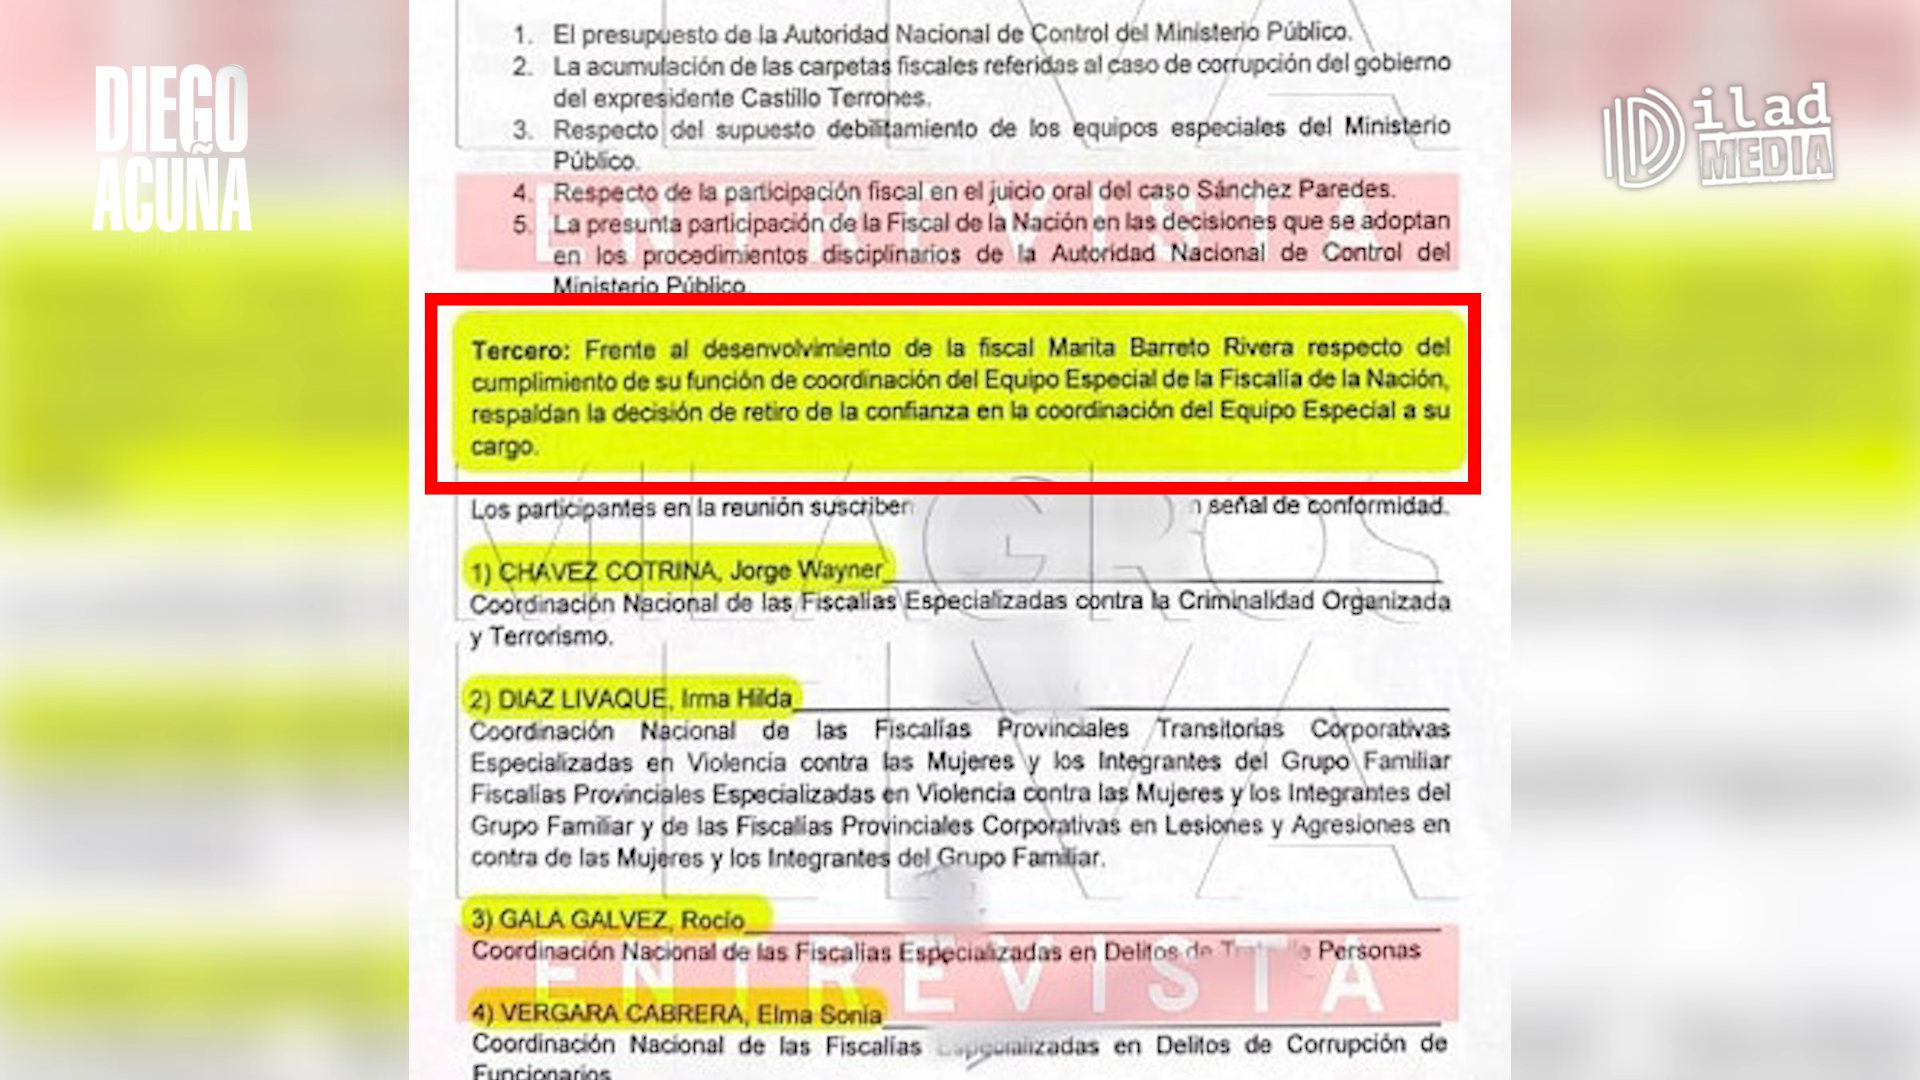 DIEGO
ACUÑA
ilad
MEDIA
1. El presupuesto de la Autoridad Nacional de Control del Ministerio Público.
2. La acumulación de las carpetas fiscales referidas al caso de corrupción del gobierno
del expresidente Castillo Terrones.
3. Respecto del supuesto debilitamiento de los equipos especiales del Ministerio
Público.
4. Respecto de la participación fiscal en el juicio oral del caso Sánchez Paredes.
5. La presunta participación de la Fiscal de la Nación en las decisiones que se adoptan
en los procedimientos disciplinarios de la Autoridad Nacional de Control del
Ministerio Público.
Tercero: Frente al desenvolvimiento de la fiscal Marita Barreto Rivera respecto del
cumplimiento de su función de coordinación del Equipo Especial de la Fiscalía de la Nación,
respaldan la decisión de retiro de la confianza en la coordinación del Equipo Especial a su
cargo.
Los participantes en la reunión suscriben n señal de conformidad.
1) CHAVEZ COTRINA, Jorge Wayner
Coordinación Nacional de las Fiscalías Especializadas contra la Criminalidad Organizada
y Terrorismo.
2) DIAZ LIVAQUE, Irma Hilda
Coordinación Nacional de las Fiscalías Provinciales Transitorias Corporativas
Especializadas en Violencia contra las Mujeres y los Integrantes del Grupo Familiar
Fiscalías Provinciales Especializadas en Violencia contra las Mujeres y los Integrantes del
Grupo Familiar y de las Fiscalías Provinciales Corporativas en Lesiones y Agresiones en
contra de las Mujeres y los Integrantes del Grupo Familiar.
3) GALA GALVEZ, Rocio
Coordinación Nacional de las Fiscalías Especializadas en Delitos de Personas
ENTREVISTA
4) VERGARA CABRERA, Elma Sonia
Coordinación Nacional de las Fiscalías Especializadas en Delitos de Corrupción de
Funcionarios